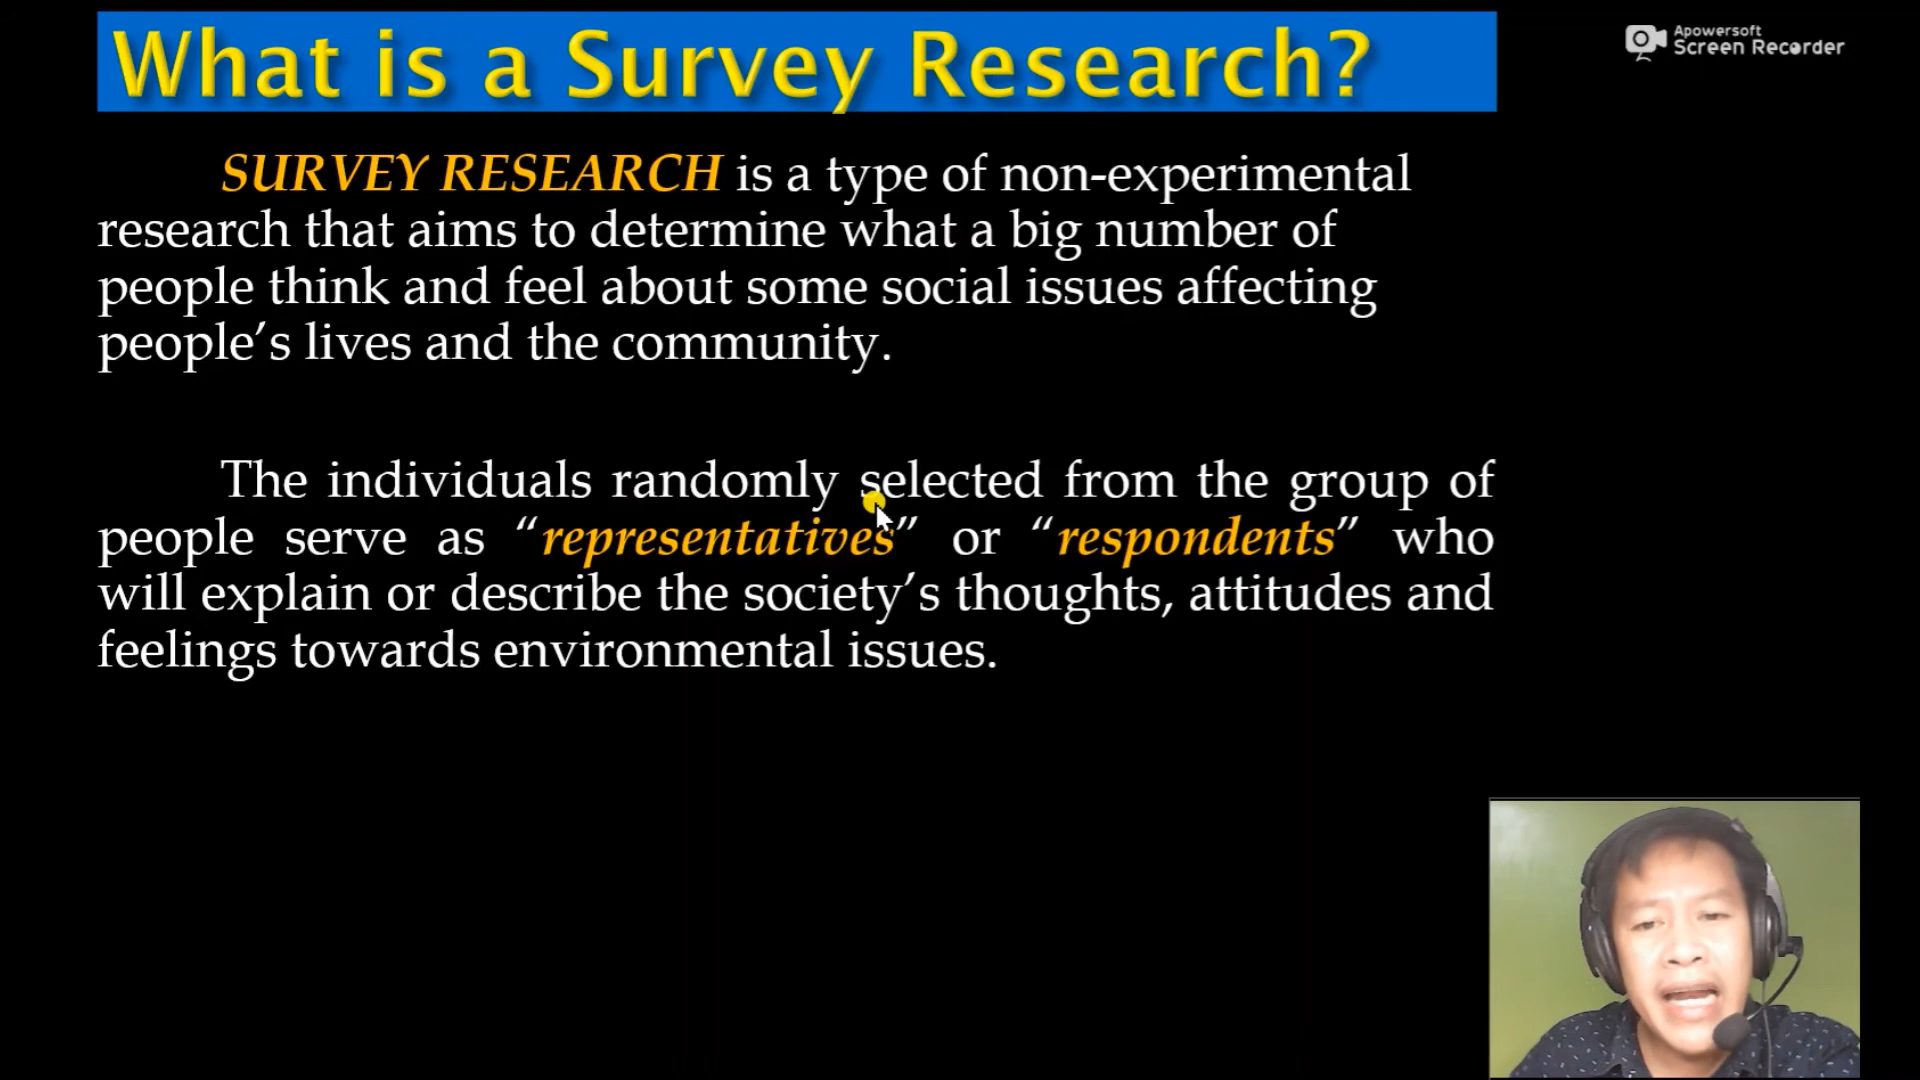 What is a Survey Research?
Apowersoft
Screen Recorder
SURVEY RESEARCH is a type of non-experimental
research that aims to determine what a big number of
people think and feel about some social issues affecting
people’s lives and the community.
The individuals randomly selected from the group of
people serve as “representatives” or “respondents” who
will explain or describe the society’s thoughts, attitudes and
feelings towards environmental issues.